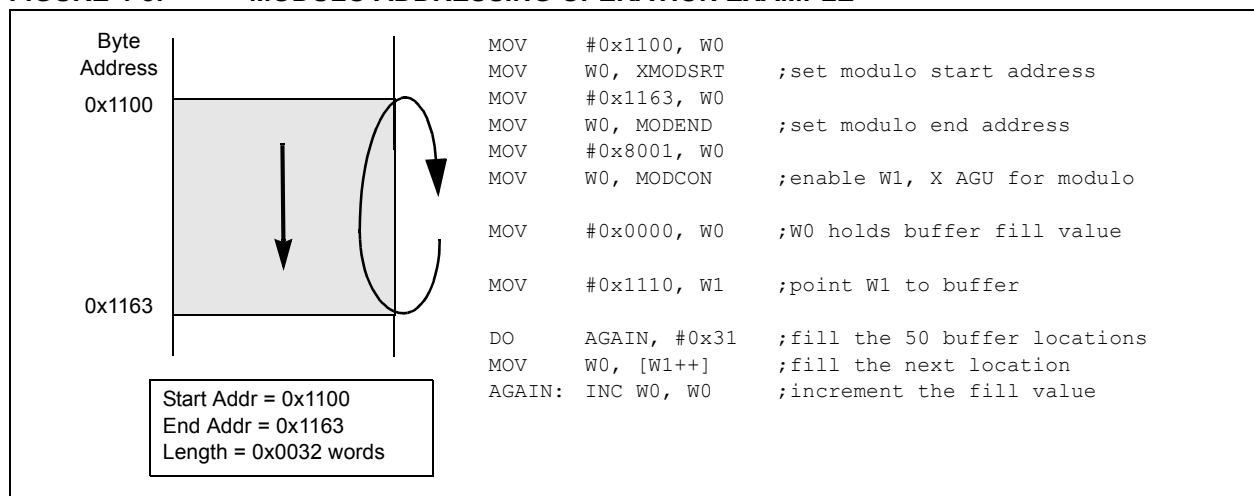 Byte
Address
0x1100
0x1163
Start Addr = 0x1100
End Addr = 0x1163
Length = 0x0032 words
MOV #0x1100, W0
MOV W0, XMODSRT ;set modulo start address
MOV #0x1163, W0
MOV W0, MODEND ;set modulo end address
MOV #0x8001, W0
MOV W0, MODCON ;enable W1, X AGU for modulo
MOV #0x0000, W0 ;W0 holds buffer fill value
MOV #0x1110, W1 ;point W1 to buffer
DO AGAIN, #0x31 ;fill the 50 buffer locations
MOV W0, [W1++] ;fill the next location
AGAIN: INC W0, W0 ;increment the fill value